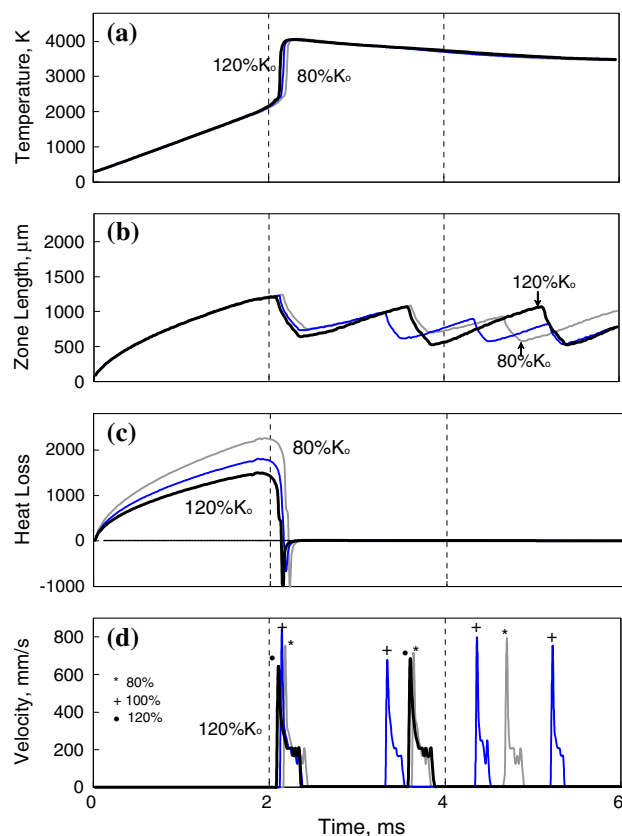 (a)
Temperature, K
4000
3000
2000
1000
0
120%Ko
80%Ko
(b)
Zone Length, μm
2000
1500
1000
500
0
120%Ko
80%Ko
(c)
Heat Loss
2000
1000
0
-1000
80%Ko
120%Ko
(d)
Velocity, mm/s
800
600
400
200
0
* 80%
+ 100%
• 120%
120%Ko
+
*
•
+
•
*
+
*
+
0
2
4
6
Time, ms